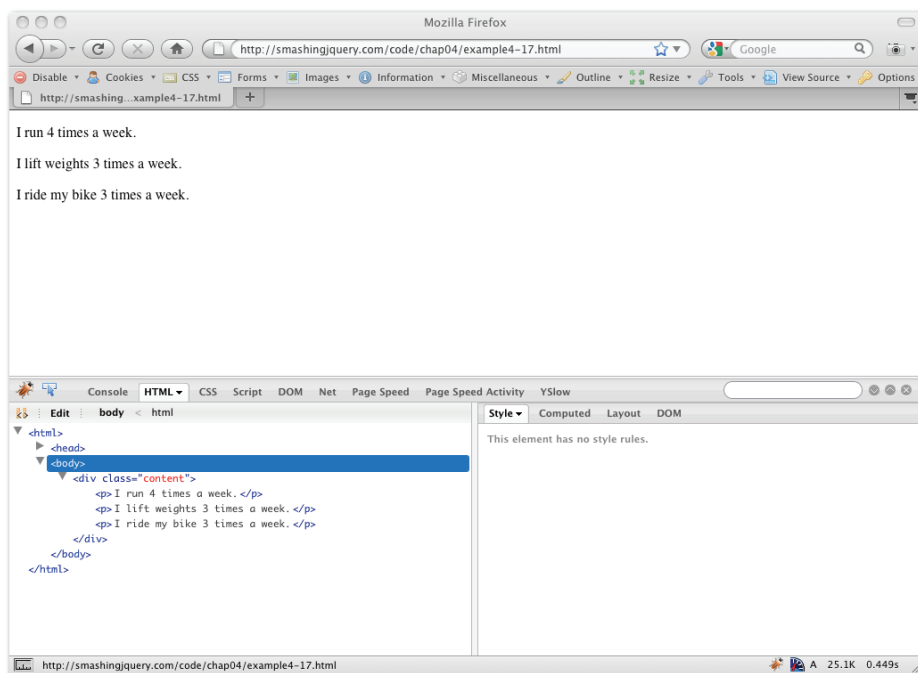 Mozilla Firefox
http://smashingjquery.com/code/chap04/example4-17.html
Google
Disable Cookies CSS Forms Images Information Miscellaneous Outline Resize Tools View Source Options
http://smashing...xample4-17.html +
I run 4 times a week.
I lift weights 3 times a week.
I ride my bike 3 times a week.
Console HTML CSS Script DOM Net Page Speed Page Speed Activity YSlow
Edit body < html
Style Computed Layout DOM
This element has no style rules.
<html>
<head>
<body>
<div class="content">
<p>I run 4 times a week.</p>
<p>I lift weights 3 times a week.</p>
<p>I ride my bike 3 times a week.</p>
</div>
</body>
</html>
http://smashingjquery.com/code/chap04/example4-17.html
A 25.1K 0.449s